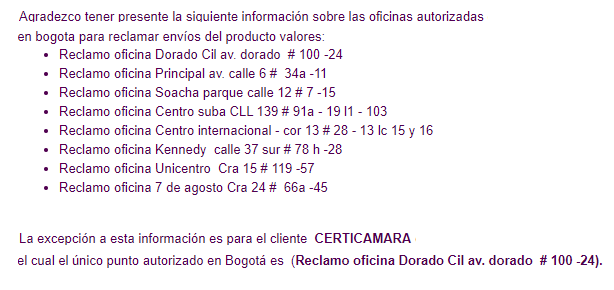 Agradezco tener presente la siguiente información sobre las oficinas autorizadas
en bogota para reclamar envíos del producto valores:
• Reclamo oficina Dorado Cil av. dorado # 100 -24
• Reclamo oficina Principal av. calle 6 # 34a -11
• Reclamo oficina Soacha parque calle 12 # 7 -15
• Reclamo oficina Centro suba CLL 139 # 91a - 19 l1 - 103
• Reclamo oficina Centro internacional - cor 13 # 28 - 13 lc 15 y 16
• Reclamo oficina Kennedy calle 37 sur # 78 h -28
• Reclamo oficina Unicentro Cra 15 # 119 -57
• Reclamo oficina 7 de agosto Cra 24 # 66a -45
La excepción a esta información es para el cliente CERTICAMARA
el cual el único punto autorizado en Bogotá es (Reclamo oficina Dorado Cil av. dorado # 100 -24).